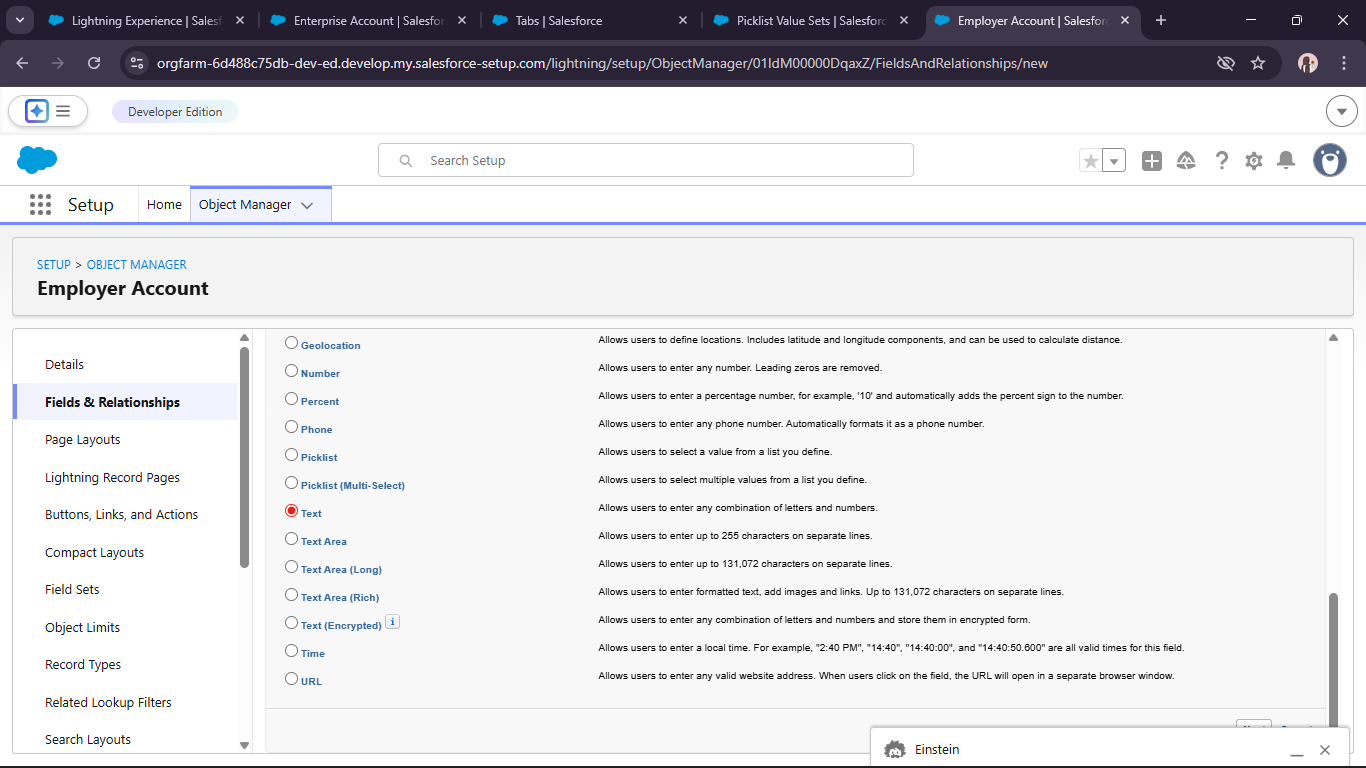 Lightning Experience | Salesf
Enterprise Account | Salesfor
Tabs | Salesforce
Picklist Value Sets | Salesforc
Employer Account | Salesfor
orgfarm-6d488c75db-dev-ed.develop.my.salesforce-setup.com/lightning/setup/ObjectManager/01IdM00000DqaxZ/FieldsAndRelationships/new
Developer Edition
Search Setup
Setup
Home
Object Manager
SETUP > OBJECT MANAGER
Employer Account
Details
Fields & Relationships
Page Layouts
Lightning Record Pages
Buttons, Links, and Actions
Compact Layouts
Field Sets
Object Limits
Record Types
Related Lookup Filters
Search Layouts
Geolocation Allows users to define locations. Includes latitude and longitude components, and can be used to calculate distance.
Number Allows users to enter any number. Leading zeros are removed.
Percent Allows users to enter a percentage number, for example, '10' and automatically adds the percent sign to the number.
Phone Allows users to enter any phone number. Automatically formats it as a phone number.
Picklist Allows users to select a value from a list you define.
Picklist (Multi-Select) Allows users to select multiple values from a list you define.
Text Allows users to enter any combination of letters and numbers.
Text Area Allows users to enter up to 255 characters on separate lines.
Text Area (Long) Allows users to enter up to 131,072 characters on separate lines.
Text Area (Rich) Allows users to enter formatted text, add images and links. Up to 131,072 characters on separate lines.
Text (Encrypted) i Allows users to enter any combination of letters and numbers and store them in encrypted form.
Time Allows users to enter a local time. For example, "2:40 PM", "14:40", "14:40:00", and "14:40:50.600" are all valid times for this field.
URL Allows users to enter any valid website address. When users click on the field, the URL will open in a separate browser window.
Einstein